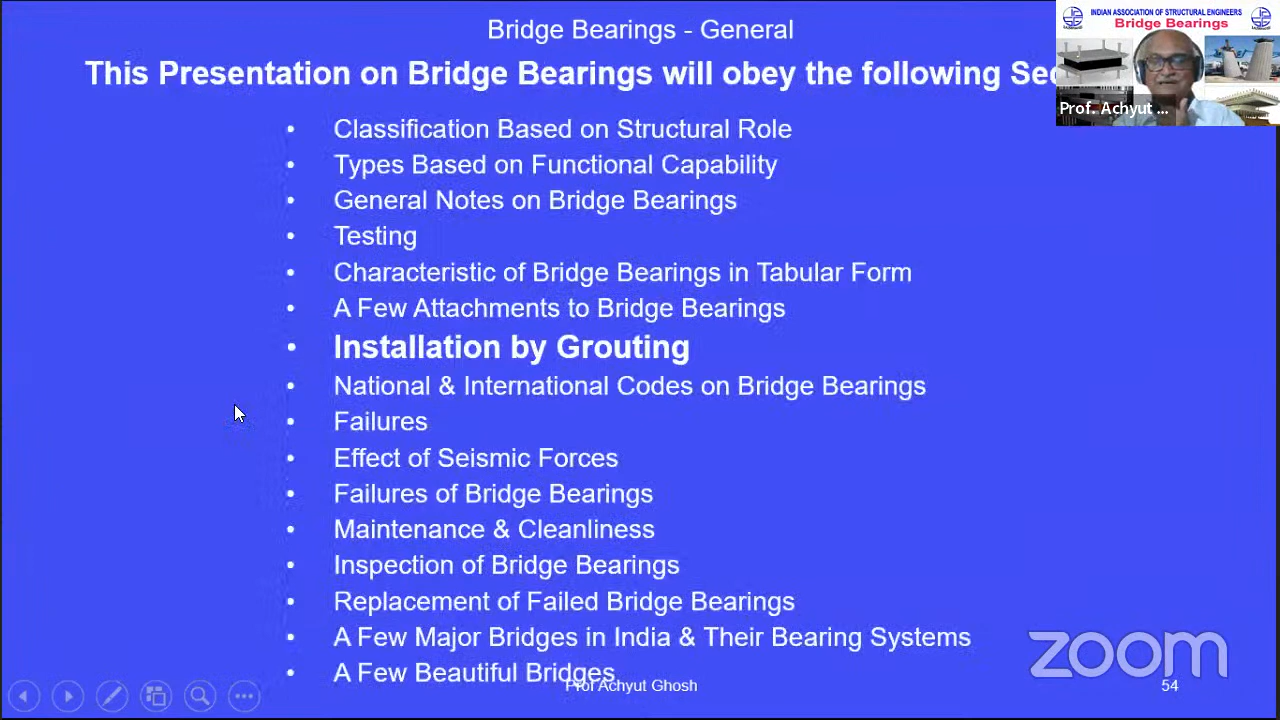 Bridge Bearings - General
INDIAN ASSOCIATION OF STRUCTURAL ENGINEERS
Bridge Bearings
This Presentation on Bridge Bearings will obey the following Sec
Prof. Achyut ...
• Classification Based on Structural Role
• Types Based on Functional Capability
• General Notes on Bridge Bearings
• Testing
• Characteristic of Bridge Bearings in Tabular Form
• A Few Attachments to Bridge Bearings
• Installation by Grouting
• National & International Codes on Bridge Bearings
• Failures
• Effect of Seismic Forces
• Failures of Bridge Bearings
• Maintenance & Cleanliness
• Inspection of Bridge Bearings
• Replacement of Failed Bridge Bearings
• A Few Major Bridges in India & Their Bearing Systems
• A Few Beautiful Bridges
zoom
Prof Achyut Ghosh
54